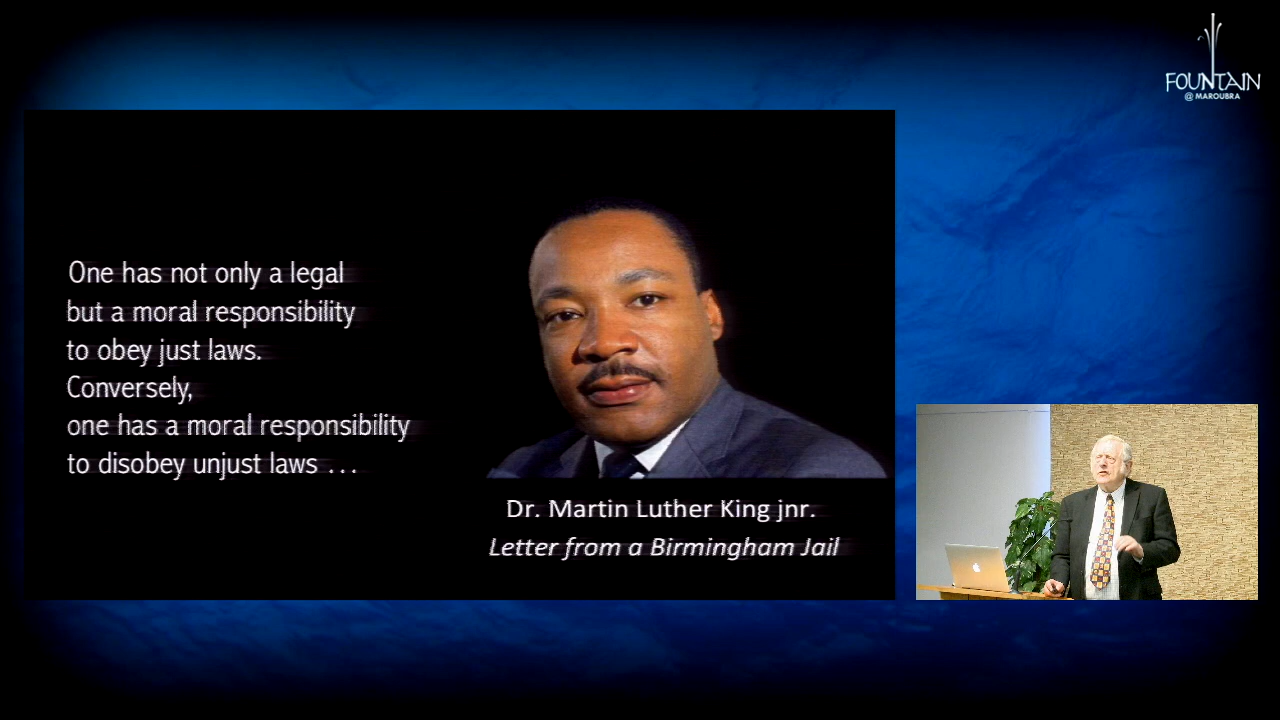 FOUNTAIN
@ MAROUBRA
One has not only a legal
but a moral responsibility
to obey just laws.
Conversely,
one has a moral responsibility
to disobey unjust laws ...
Dr. Martin Luther King jnr.
Letter from a Birmingham Jail